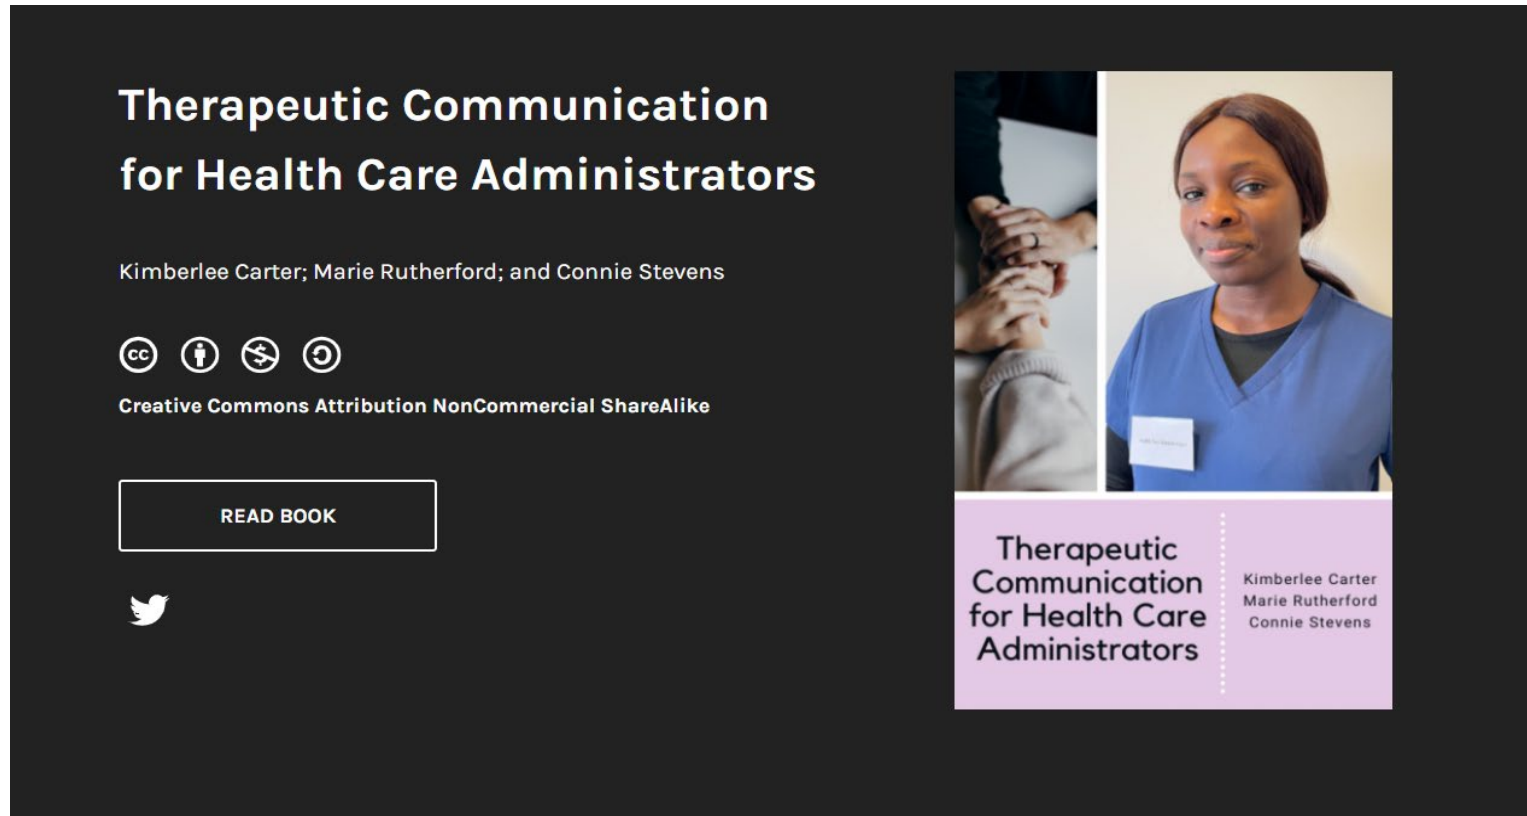 Therapeutic Communication
for Health Care Administrators
Kimberlee Carter; Marie Rutherford; and Connie Stevens
cc
Creative Commons Attribution NonCommercial ShareAlike
READ BOOK
Therapeutic
Communication
for Health Care
Administrators
Kimberlee Carter
Marie Rutherford
Connie Stevens